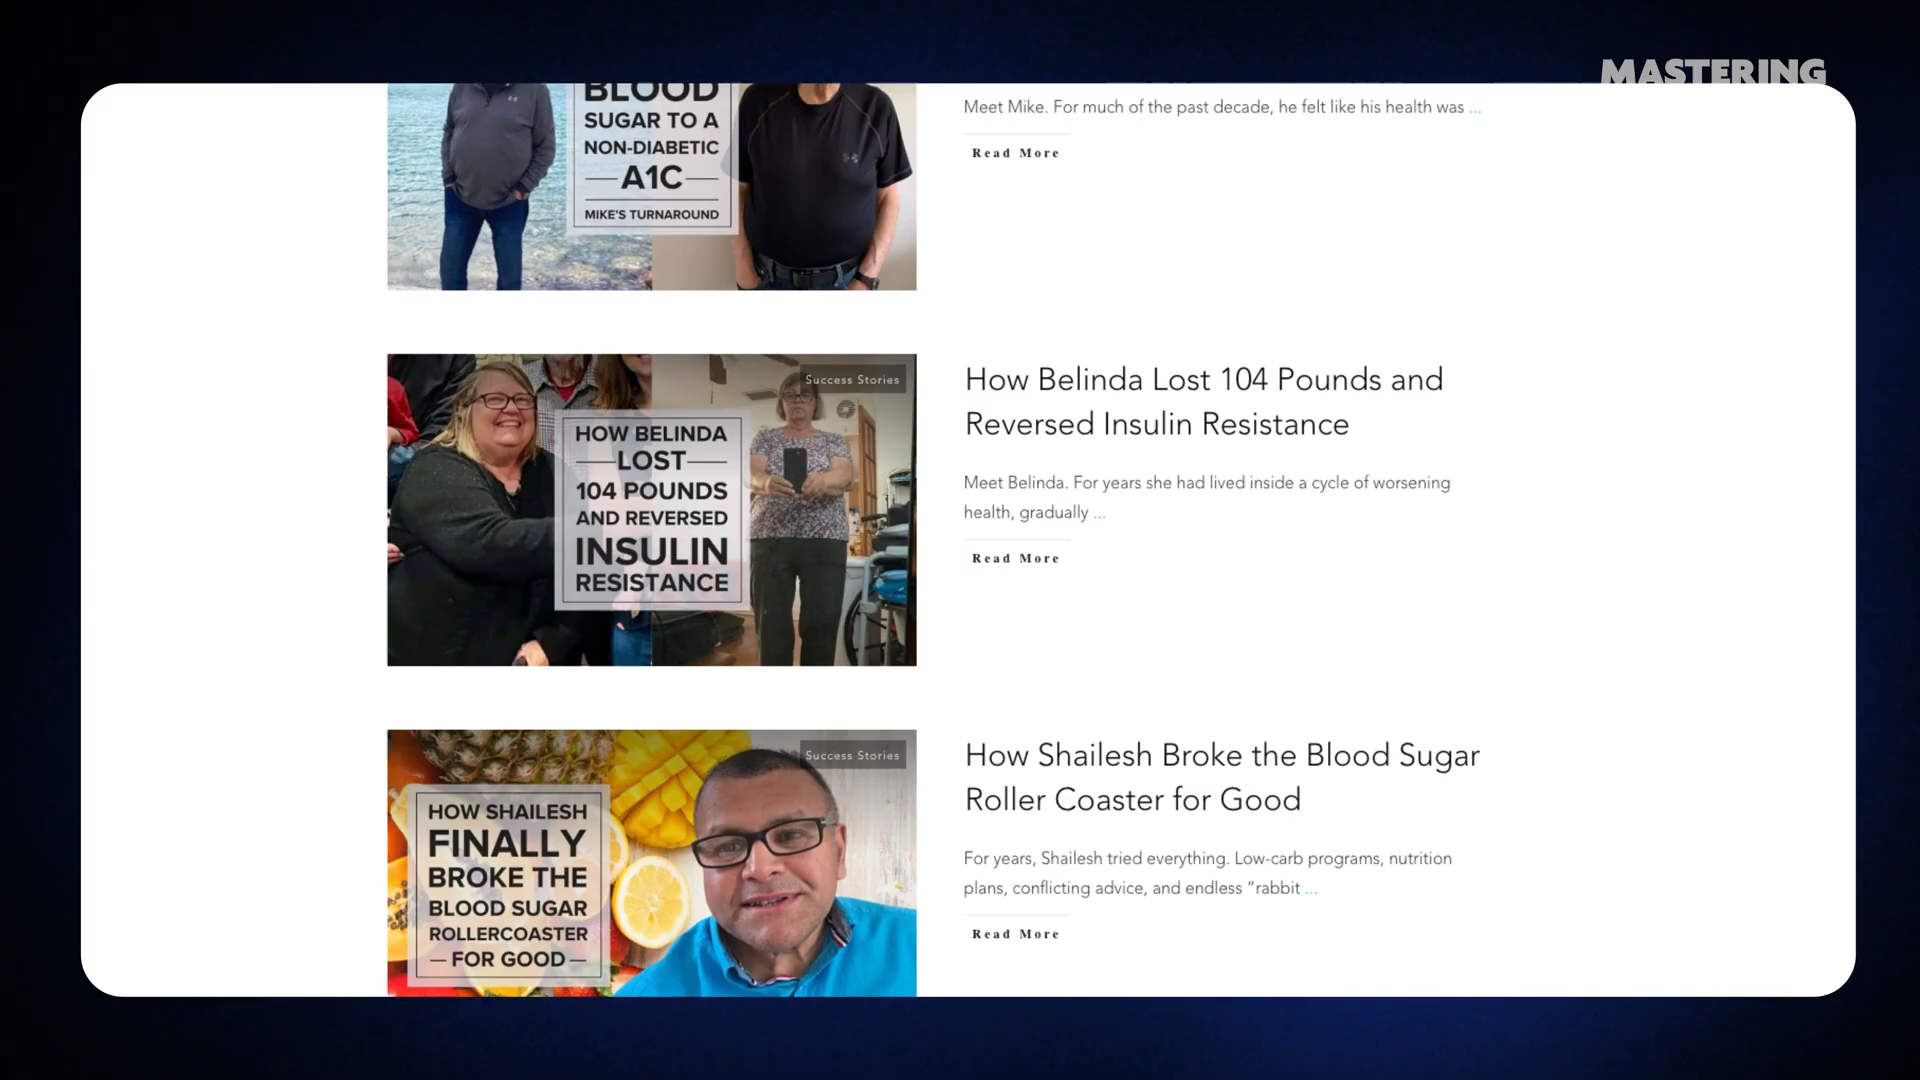 MASTERING
BLOOD
SUGAR TO A
NON-DIABETIC
A1C
MIKE'S TURNAROUND
Meet Mike. For much of the past decade, he felt like his health was ...
Read More
Success Stories
HOW BELINDA
LOST
104 POUNDS
AND REVERSED
INSULIN
RESISTANCE
How Belinda Lost 104 Pounds and
Reversed Insulin Resistance
Meet Belinda. For years she had lived inside a cycle of worsening
health, gradually ...
Read More
Success Stories
HOW SHAILESH
FINALLY
BROKE THE
BLOOD SUGAR
ROLLERCOASTER
FOR GOOD
How Shailesh Broke the Blood Sugar
Roller Coaster for Good
For years, Shailesh tried everything. Low-carb programs, nutrition
plans, conflicting advice, and endless “rabbit ...
Read More